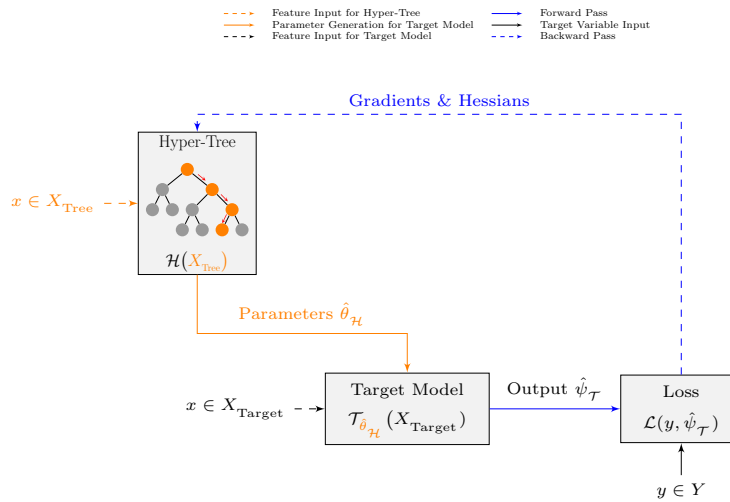 Feature Input for Hyper-Tree
Parameter Generation for Target Model
Feature Input for Target Model
Forward Pass
Target Variable Input
Backward Pass
Gradients & Hessians
Hyper-Tree
x ∈ X_Tree
ℋ(X_Tree)
Parameters θ̂_ℋ
Target Model
x ∈ X_Target
𝒯_θ̂_ℋ (X_Target)
Output ψ̂_𝒯
Loss
ℒ(y, ψ̂_𝒯)
y ∈ Y